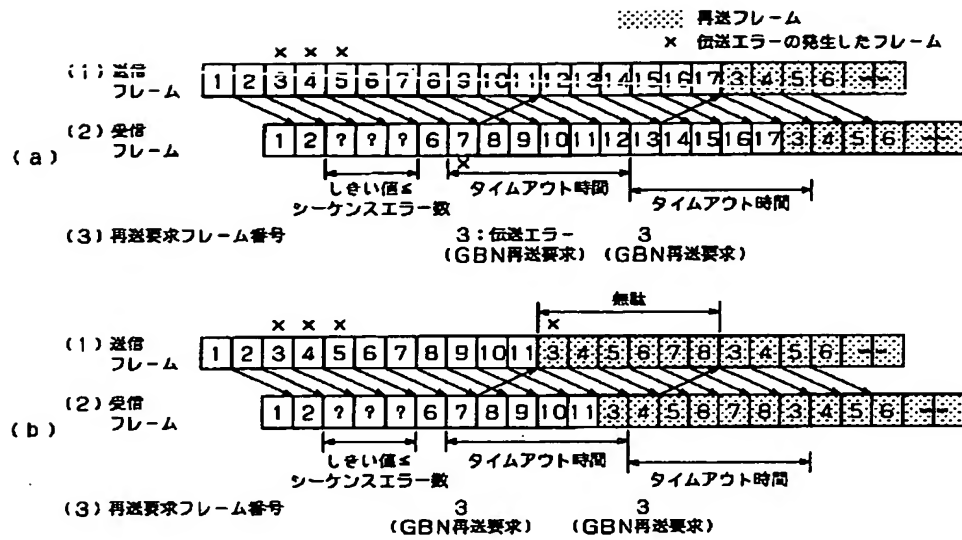 再送フレーム
× 伝送エラーの発生したフレーム
(a)
× × ×
(1) 送信フレーム
1 2 3 4 5 6 7 8 9 10 11 12 13 14 15 16 17 3 4 5 6 --
(2) 受信フレーム
1 2 ? ? ? 6 7 8 9 10 11 12 13 14 15 16 17 3 4 5 6 --
×
しきい値≦シーケンスエラー数
タイムアウト時間
タイムアウト時間
(3) 再送要求フレーム番号
3：伝送エラー
(GBN再送要求)
3
(GBN再送要求)
(b)
無駄
× × × ×
(1) 送信フレーム
1 2 3 4 5 6 7 8 9 10 11 3 4 5 6 7 8 3 4 5 6 --
(2) 受信フレーム
1 2 ? ? ? 6 7 8 9 10 11 3 4 5 6 7 8 3 4 5 6 --
しきい値≦シーケンスエラー数
タイムアウト時間
タイムアウト時間
(3) 再送要求フレーム番号
3
(GBN再送要求)
3
(GBN再送要求)